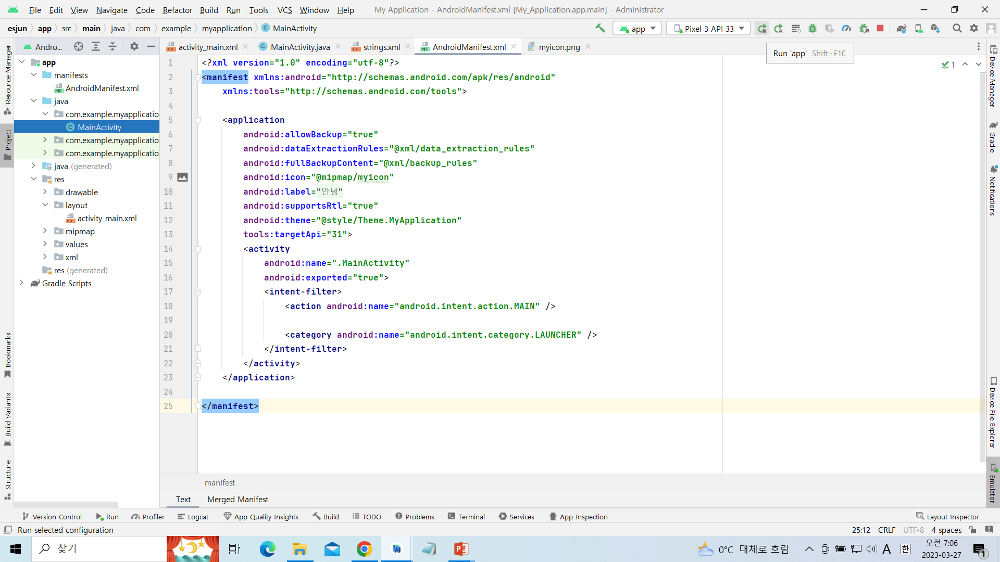 File Edit View Navigate Code Refactor Build Run Tools VCS Window Help My Application - AndroidManifest.xml [My_Application.app.main] - Administrator
esjun app src main java com example myapplication MainActivity app Pixel 3 API 33
Andro... activity_main.xml MainActivity.java strings.xml AndroidManifest.xml myicon.png
Run 'app' Shift+F10
Resource Manager
Project
Bookmarks
Build Variants
Structure
app
manifests
AndroidManifest.xml
java
com.example.myapplicatio
MainActivity
com.example.myapplicatio
com.example.myapplicatio
java (generated)
res
drawable
layout
activity_main.xml
mipmap
values
xml
res (generated)
Gradle Scripts
1 <?xml version="1.0" encoding="utf-8"?>
2 <manifest xmlns:android="http://schemas.android.com/apk/res/android"
3 xmlns:tools="http://schemas.android.com/tools">
4
5 <application
6 android:allowBackup="true"
7 android:dataExtractionRules="@xml/data_extraction_rules"
8 android:fullBackupContent="@xml/backup_rules"
9 android:icon="@mipmap/myicon"
10 android:label="안녕"
11 android:supportsRtl="true"
12 android:theme="@style/Theme.MyApplication"
13 tools:targetApi="31">
14 <activity
15 android:name=".MainActivity"
16 android:exported="true">
17 <intent-filter>
18 <action android:name="android.intent.action.MAIN" />
19
20 <category android:name="android.intent.category.LAUNCHER" />
21 </intent-filter>
22 </activity>
23 </application>
24
25 </manifest>
1
Device Manager
Gradle
Notifications
Device File Explorer
Emulator
manifest
Text Merged Manifest
Version Control Run Profiler Logcat App Quality Insights Build TODO Problems Terminal Services App Inspection Layout Inspector
Run selected configuration 25:12 CRLF UTF-8 4 spaces
찾기 0°C 대체로 흐림 A 한 오전 7:06
2023-03-27 1